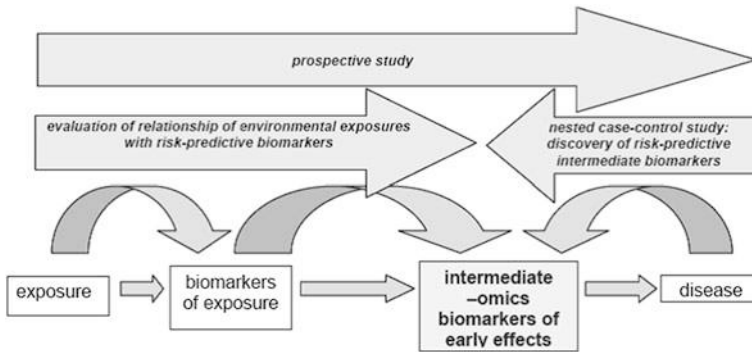 prospective study
evaluation of relationship of environmental exposures
with risk-predictive biomarkers
nested case-control study:
discovery of risk-predictive
intermediate biomarkers
exposure
biomarkers
of exposure
intermediate
–omics
biomarkers of
early effects
disease